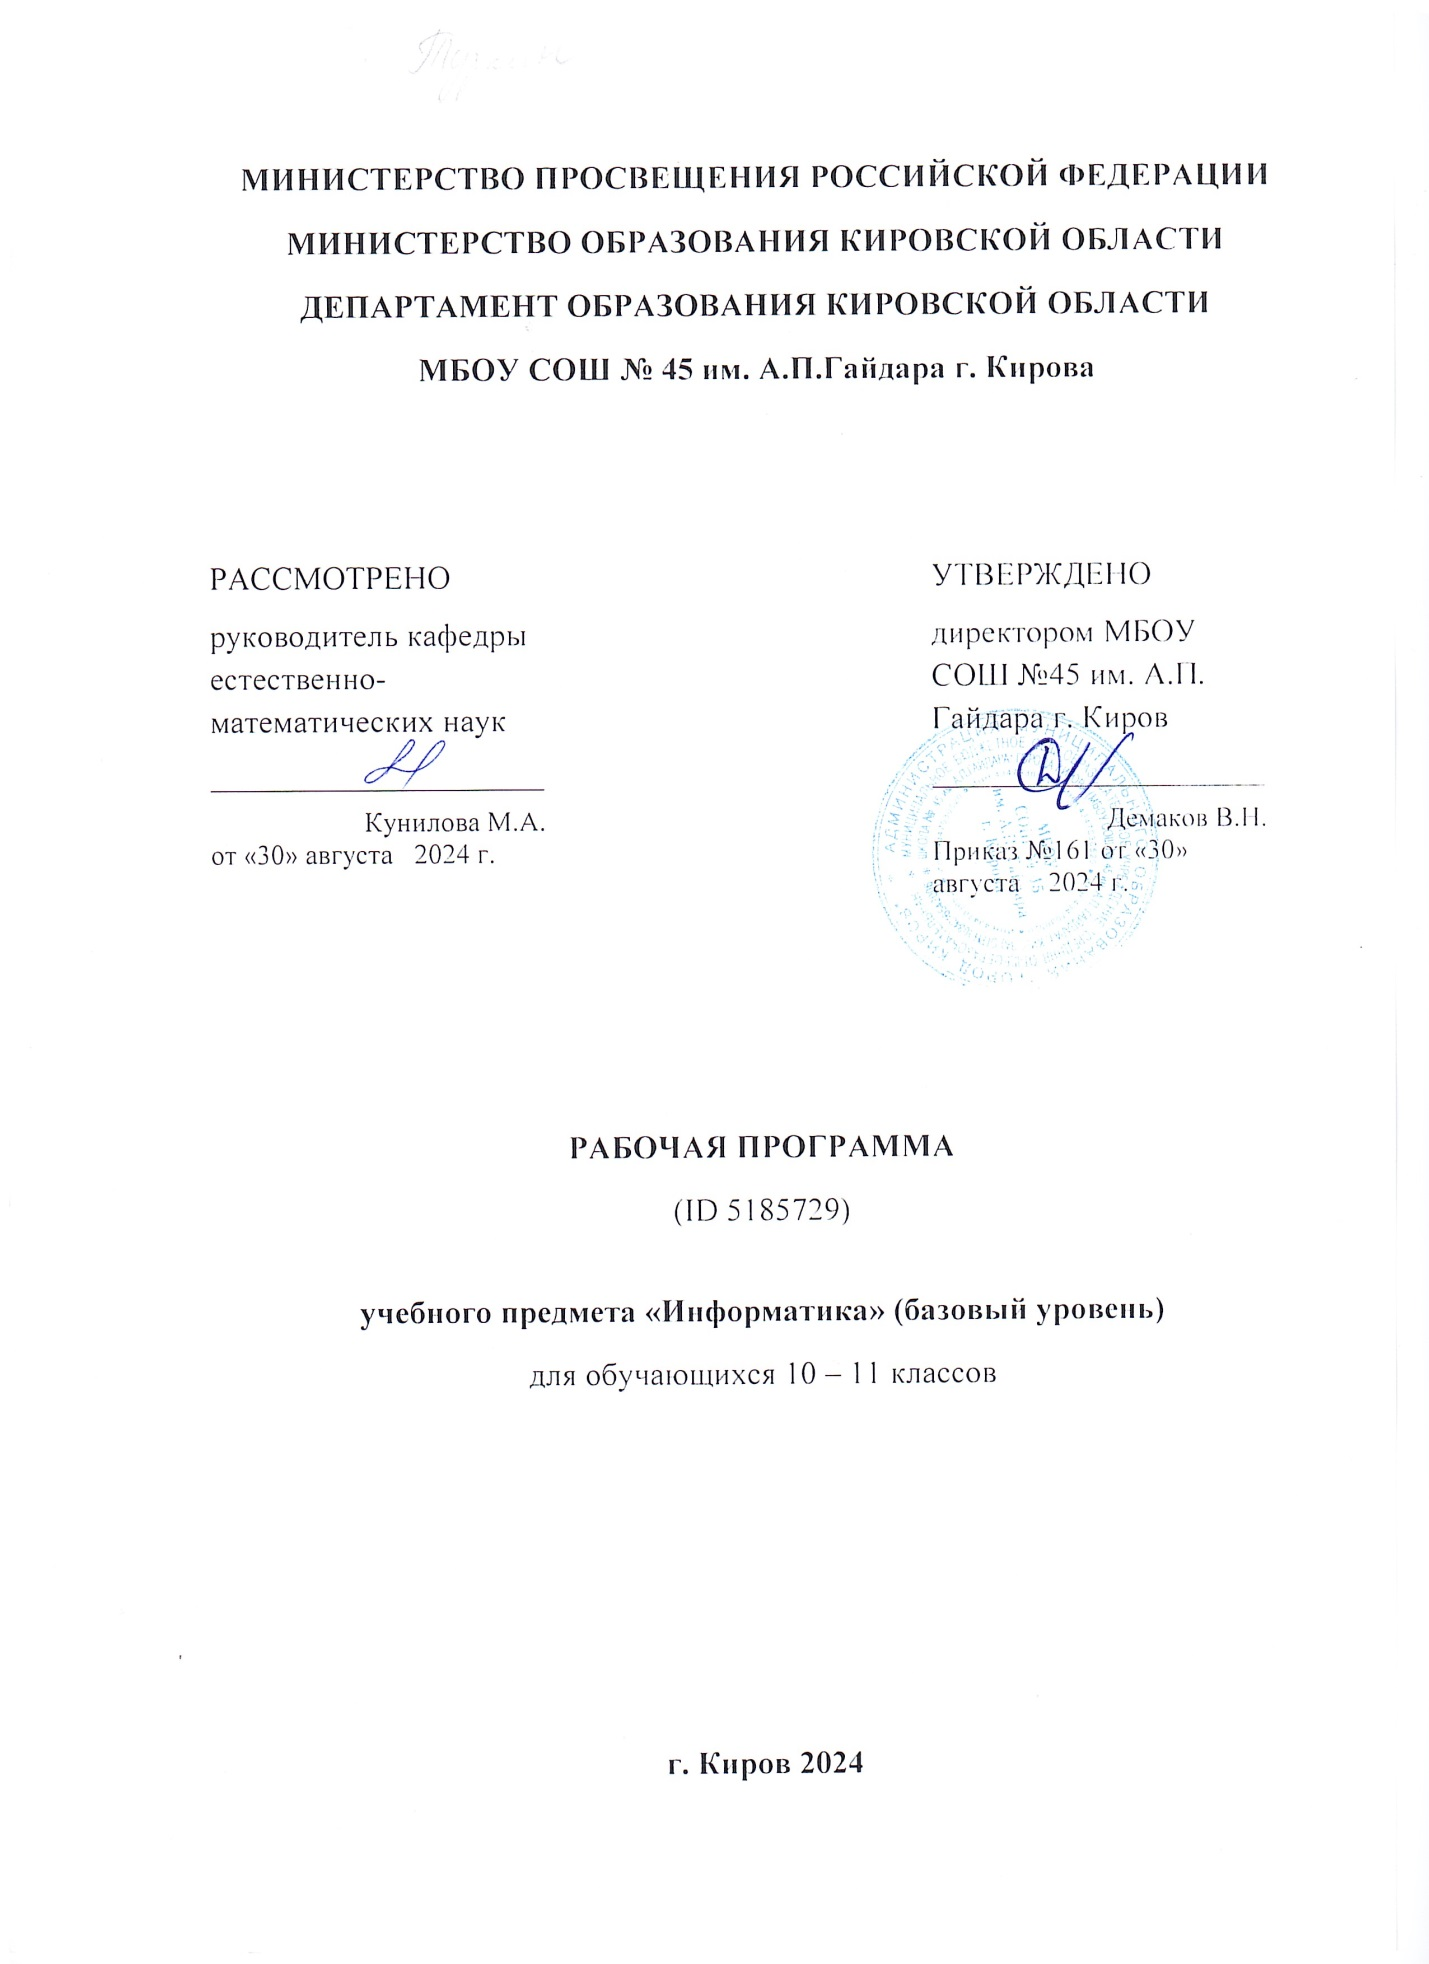 МИНИСТЕРСТВО ПРОСВЕЩЕНИЯ РОССИЙСКОЙ ФЕДЕРАЦИИ
МИНИСТЕРСТВО ОБРАЗОВАНИЯ КИРОВСКОЙ ОБЛАСТИ
ДЕПАРТАМЕНТ ОБРАЗОВАНИЯ КИРОВСКОЙ ОБЛАСТИ
МБОУ СОШ № 45 им. А.П.Гайдара г. Кирова
РАССМОТРЕНО
руководитель кафедры
естественно-
математических наук
Кунилова М.А.
от «30» августа 2024 г.
УТВЕРЖДЕНО
директором МБОУ
СОШ №45 им. А.П.
Гайдара г. Киров
Демаков В.Н.
Приказ №161 от «30»
августа 2024 г.
РАБОЧАЯ ПРОГРАММА
(ID 5185729)
учебного предмета «Информатика» (базовый уровень)
для обучающихся 10 – 11 классов
г. Киров 2024